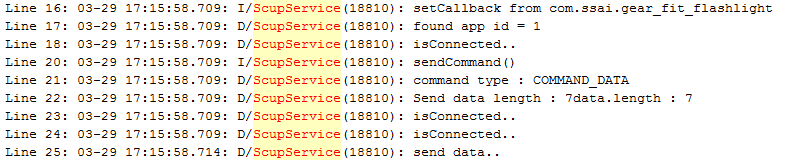 Line 16: 03-29 17:15:58.709: I/ScupService(18810): setCallback from com.ssai.gear_fit_flashlight
Line 17: 03-29 17:15:58.709: D/ScupService(18810): found app id = 1
Line 18: 03-29 17:15:58.709: D/ScupService(18810): isConnected..
Line 20: 03-29 17:15:58.709: I/ScupService(18810): sendCommand()
Line 21: 03-29 17:15:58.709: D/ScupService(18810): command type : COMMAND_DATA
Line 22: 03-29 17:15:58.709: D/ScupService(18810): Send data length : 7data.length : 7
Line 23: 03-29 17:15:58.709: D/ScupService(18810): isConnected..
Line 24: 03-29 17:15:58.709: D/ScupService(18810): isConnected..
Line 25: 03-29 17:15:58.714: D/ScupService(18810): send data..